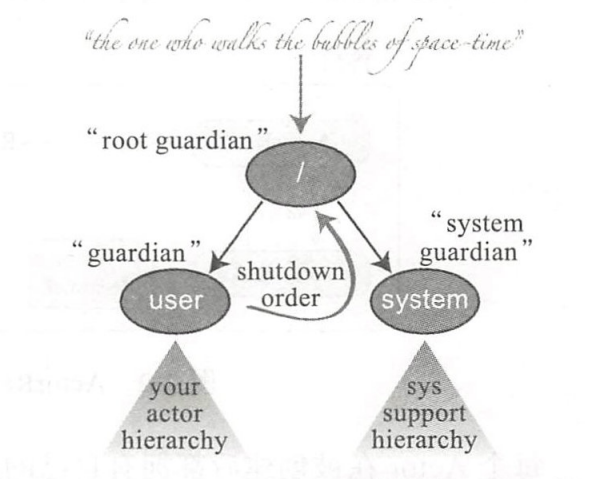 "the one who walks the bubbles of space-time"
"root guardian"
/
"system
guardian"
"guardian"
shutdown
order
user
system
your
actor
hierarchy
sys
support
hierarchy